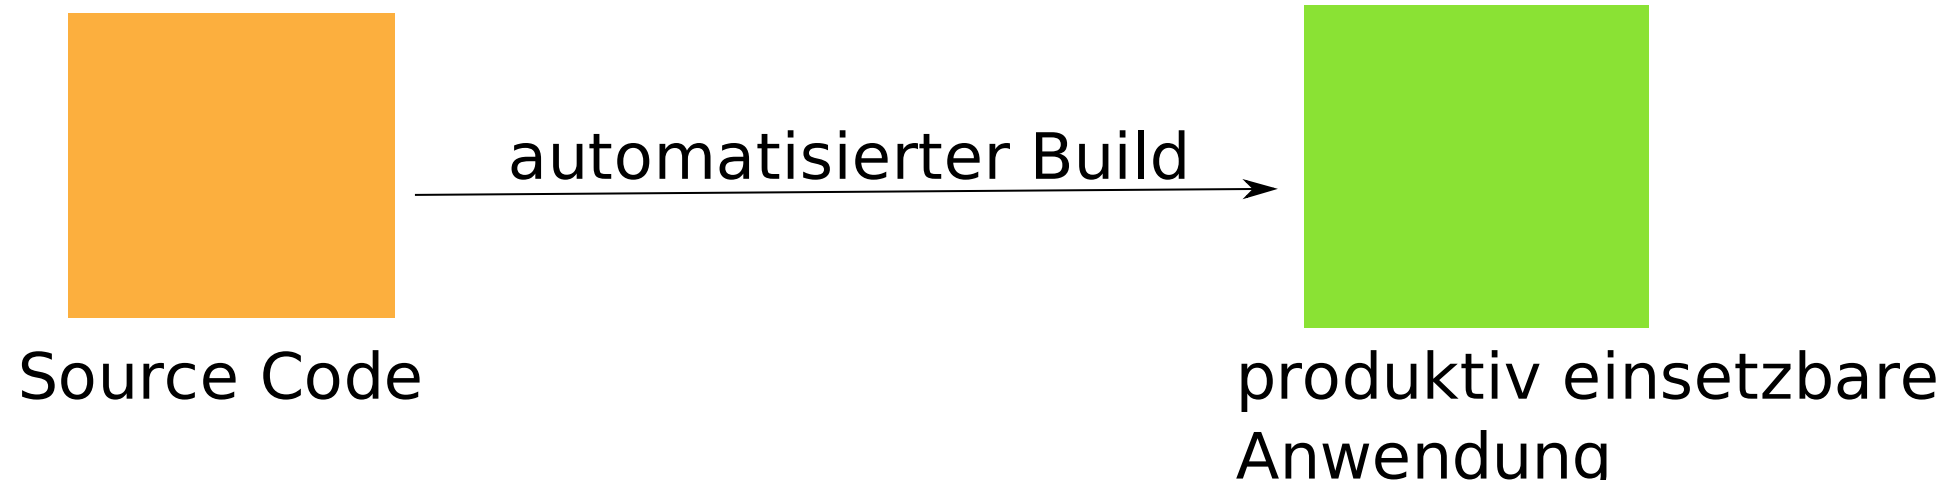 automatisierter Build
Source Code
produktiv einsetzbare
Anwendung